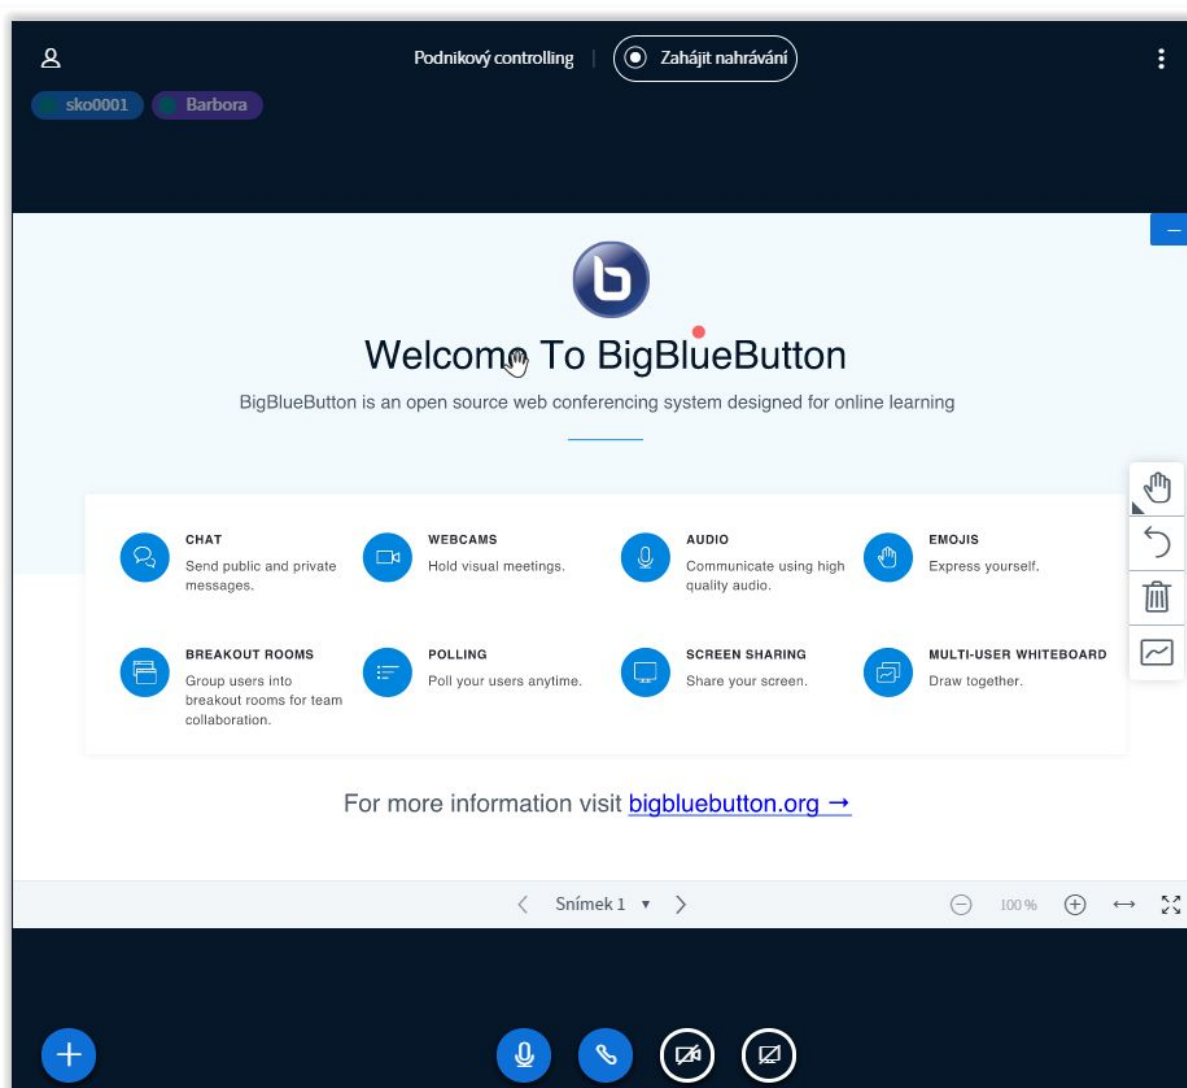 Podnikový controlling
Zahájit nahrávání
sko0001
Barbora
Welcome To BigBlueButton
BigBlueButton is an open source web conferencing system designed for online learning
CHAT
Send public and private
messages.
WEBCAMS
Hold visual meetings.
AUDIO
Communicate using high
quality audio.
EMOJIS
Express yourself.
BREAKOUT ROOMS
Group users into
breakout rooms for team
collaboration.
POLLING
Poll your users anytime.
SCREEN SHARING
Share your screen.
MULTI-USER WHITEBOARD
Draw together.
For more information visit bigbluebutton.org →
Snímek 1
100 %